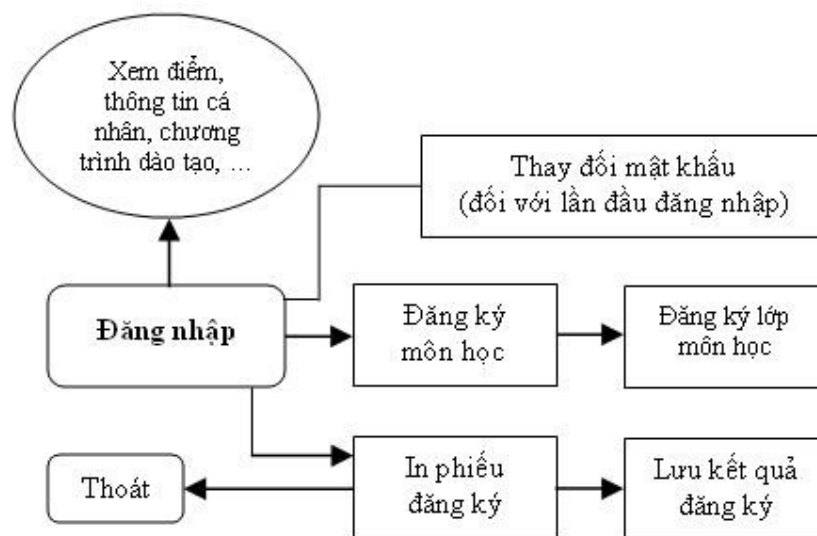 Xem điểm,
thông tin cá
nhân, chương
trình dào tạo, ...
Thay đổi mật khẩu
(đối với lần đầu đăng nhập)
Đăng nhập
Đăng ký
môn học
Đăng ký lớp
môn học
Thoát
In phiếu
đăng ký
Lưu kết quả
đăng ký